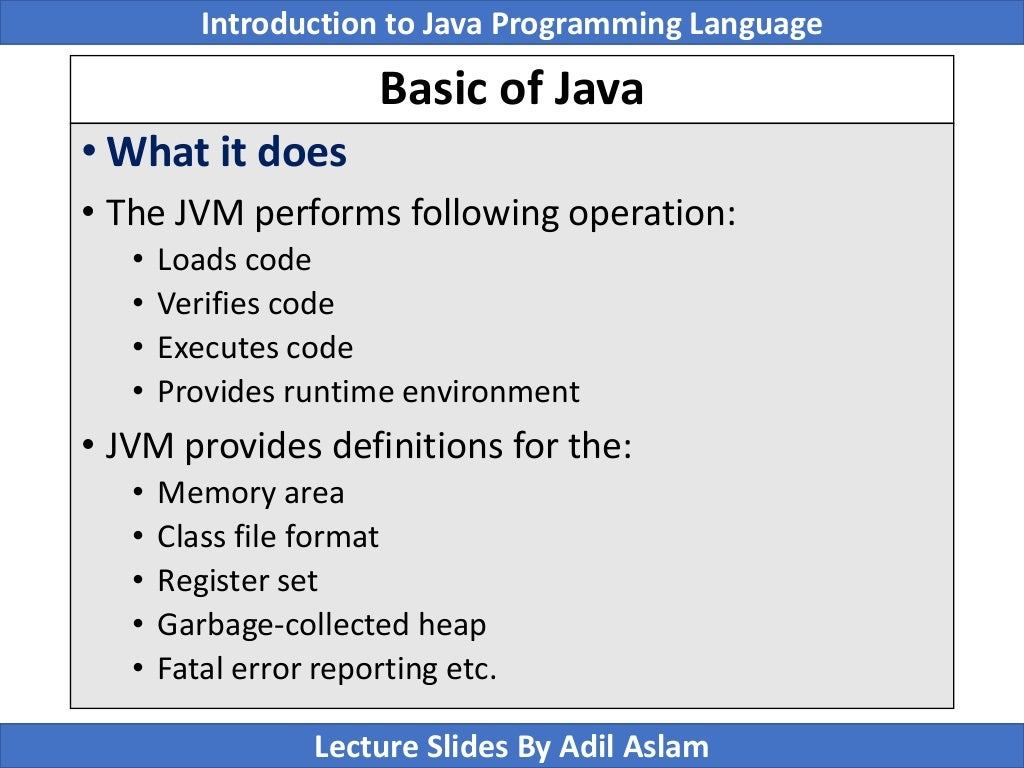 Introduction to Java Programming Language
Basic of Java
• What it does
• The JVM performs following operation:
• Loads code
• Verifies code
• Executes code
• Provides runtime environment
• JVM provides definitions for the:
• Memory area
• Class file format
• Register set
• Garbage-collected heap
• Fatal error reporting etc.
Lecture Slides By Adil Aslam